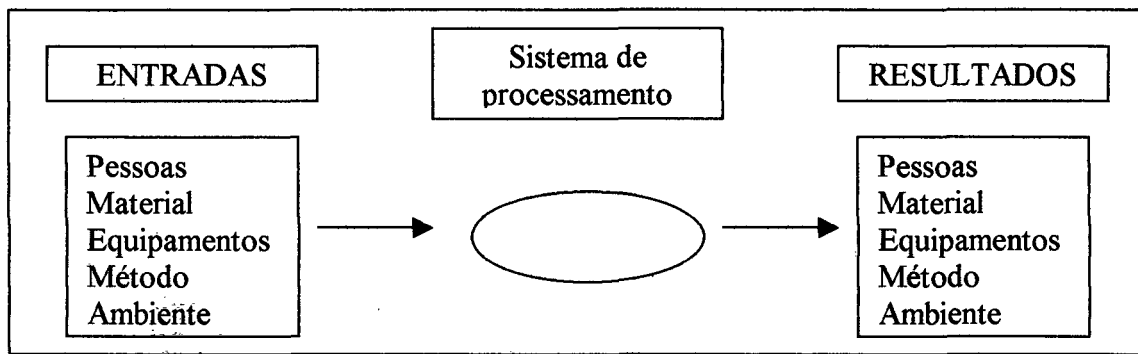 ENTRADAS
Sistema de
processamento
RESULTADOS
Pessoas
Material
Equipamentos
Método
Ambiente
Pessoas
Material
Equipamentos
Método
Ambiente